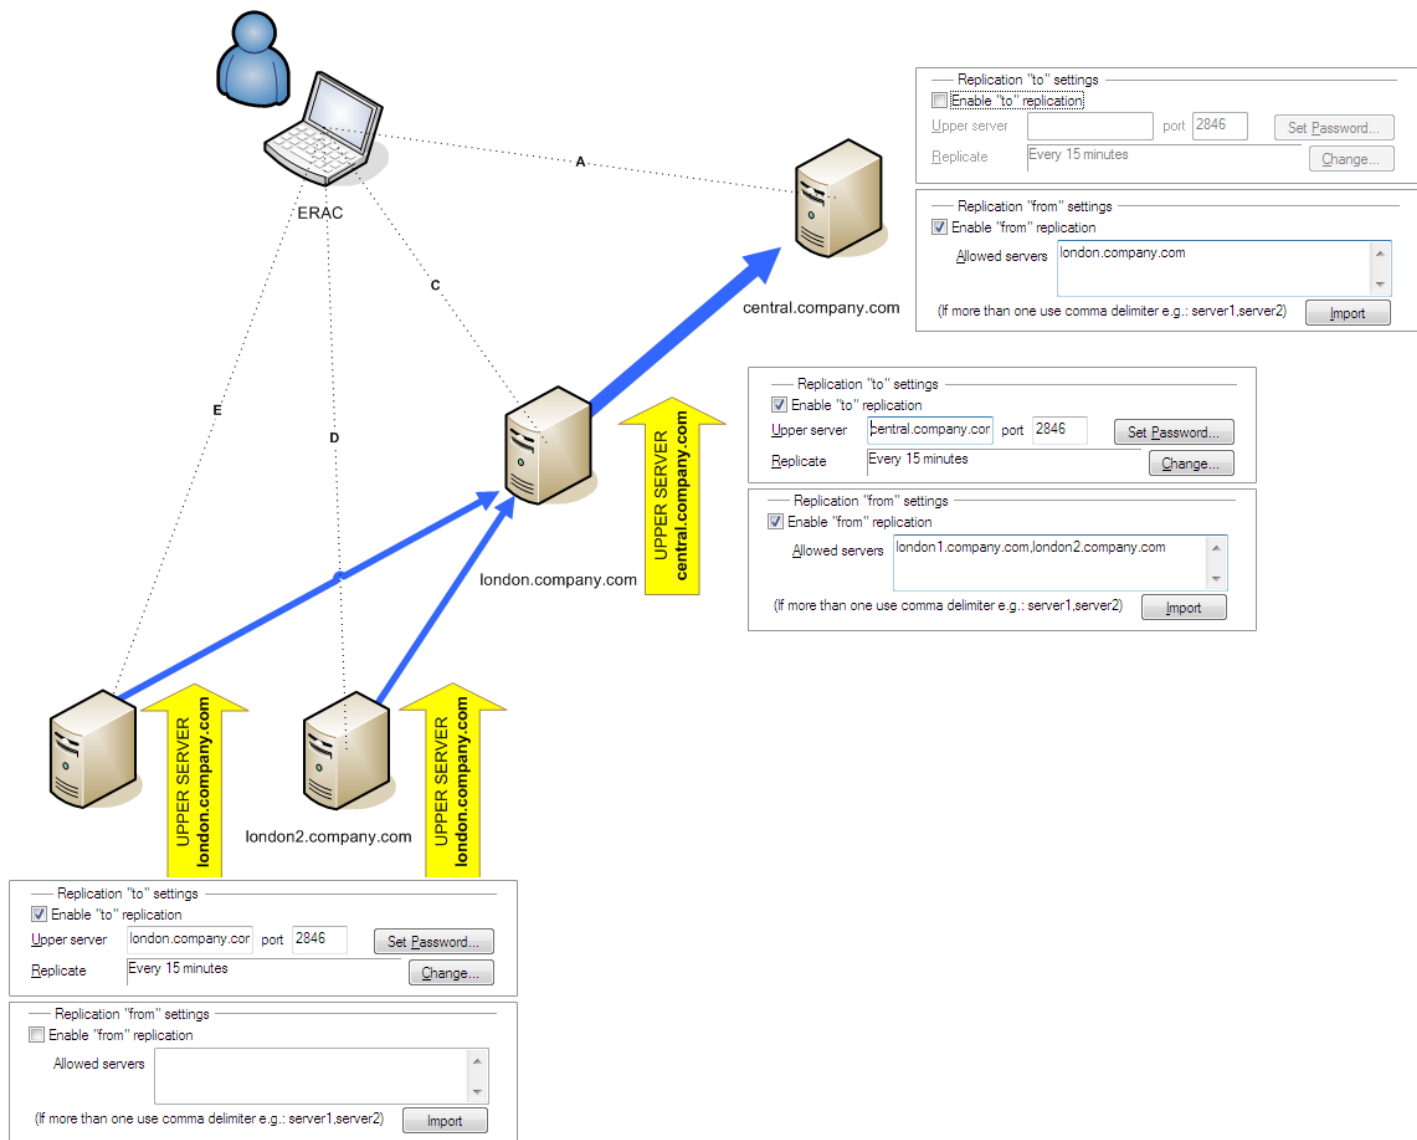 Replication "to" settings
Enable "to" replication
Upper server port 2846 Set Password...
Replicate Every 15 minutes Change...
Replication "from" settings
Enable "from" replication
Allowed servers london.company.com
(If more than one use comma delimiter e.g.: server1,server2) Import
A
ERAC
C
central.company.com
E
D
UPPER SERVER
central.company.com
london.company.com
Replication "to" settings
Enable "to" replication
Upper server central.company.cor port 2846 Set Password...
Replicate Every 15 minutes Change...
Replication "from" settings
Enable "from" replication
Allowed servers london1.company.com,london2.company.com
(If more than one use comma delimiter e.g.: server1,server2) Import
UPPER SERVER
london.company.com
UPPER SERVER
london.company.com
london2.company.com
Replication "to" settings
Enable "to" replication
Upper server london.company.cor port 2846 Set Password...
Replicate Every 15 minutes Change...
Replication "from" settings
Enable "from" replication
Allowed servers
(If more than one use comma delimiter e.g.: server1,server2) Import